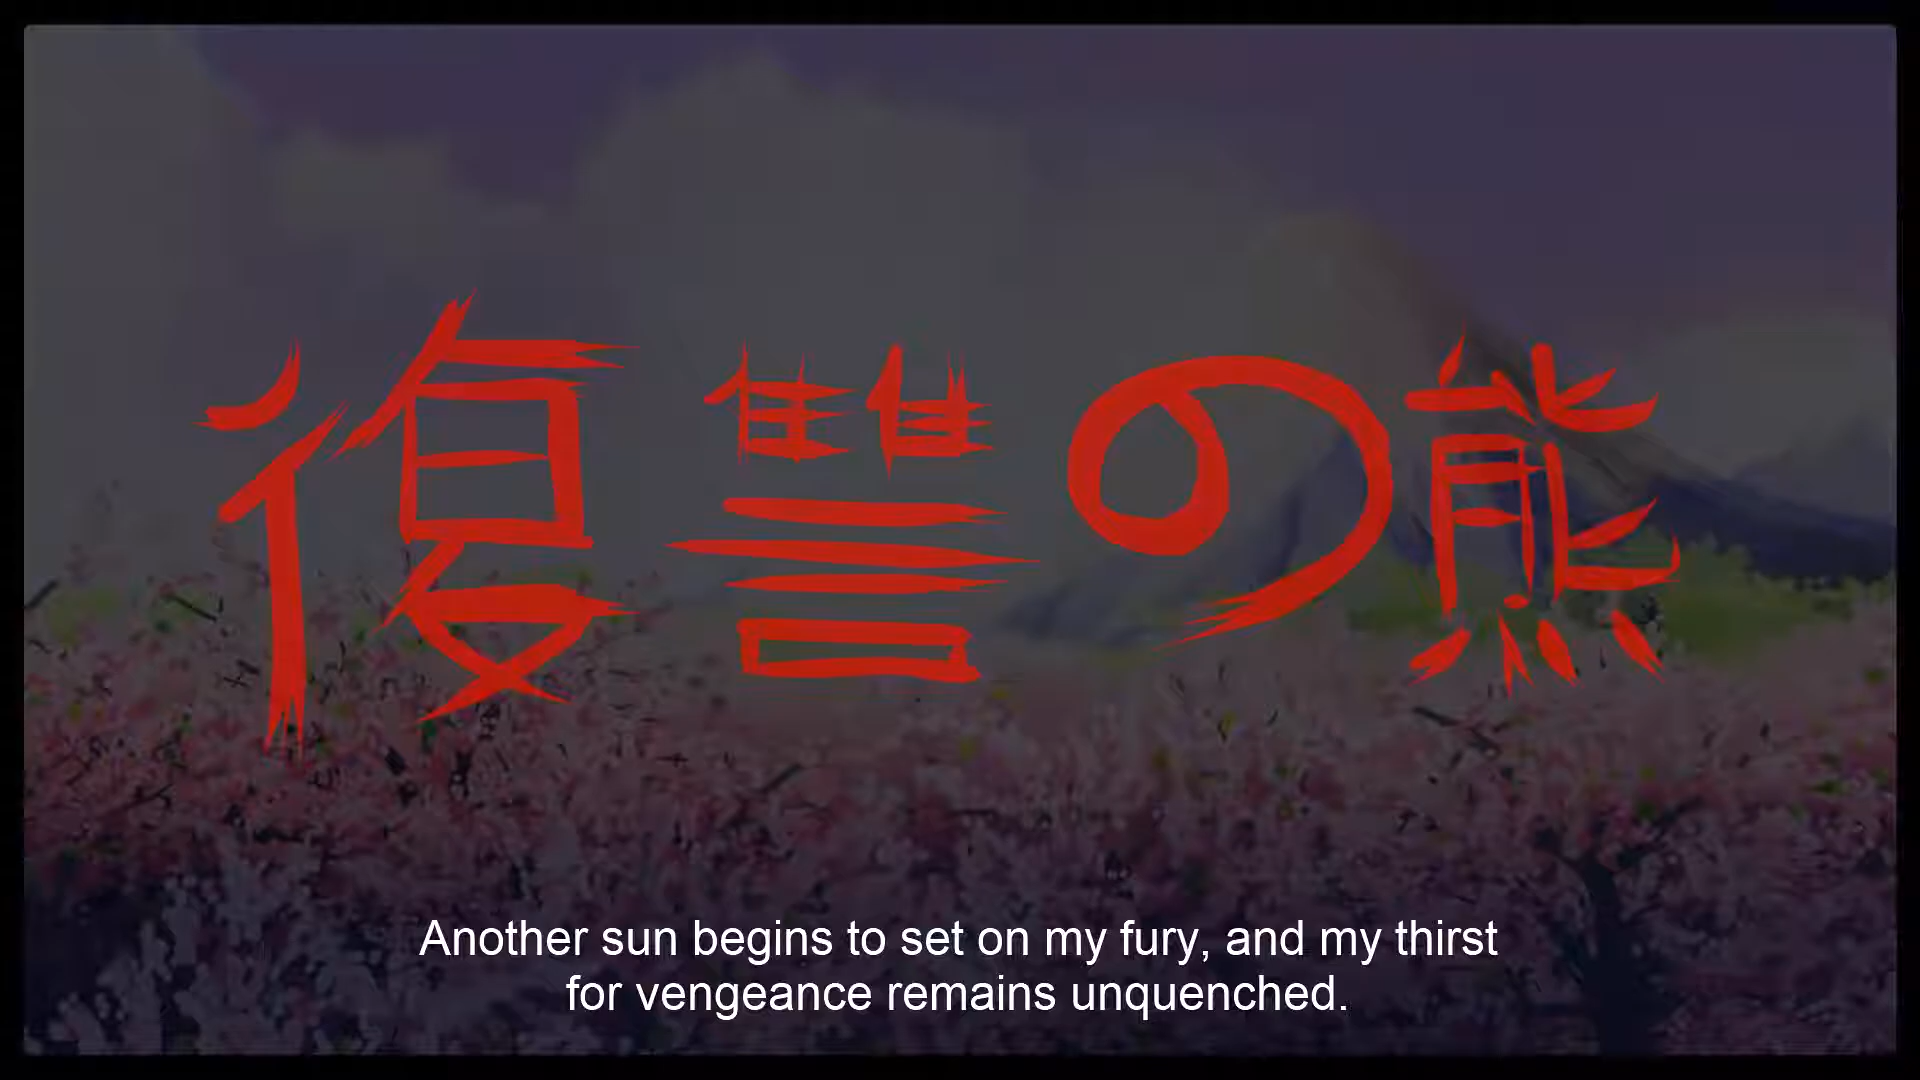 復讐の熊
Another sun begins to set on my fury, and my thirst
for vengeance remains unquenched.